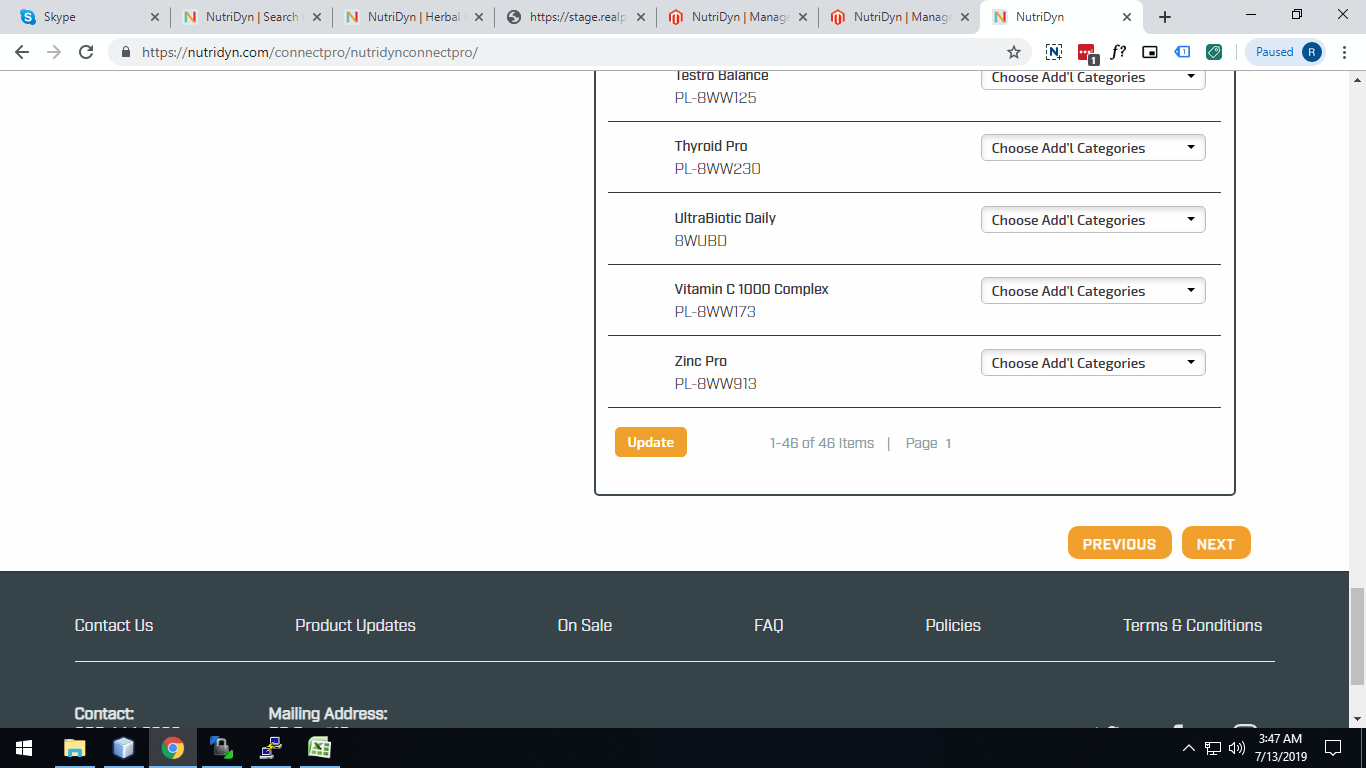 Skype
NutriDyn | Search
NutriDyn | Herbal
https://stage.realp
NutriDyn | Manage
NutriDyn | Manage
NutriDyn
https://nutridyn.com/connectpro/nutridynconnectpro/
1
f?
Paused
R
Testro Balance
Choose Add'l Categories
PL-8WW125
Thyroid Pro
Choose Add'l Categories
PL-8WW230
UltraBiotic Daily
Choose Add'l Categories
8WUBD
Vitamin C 1000 Complex
Choose Add'l Categories
PL-8WW173
Zinc Pro
Choose Add'l Categories
PL-8WW913
Update
1-46 of 46 Items | Page 1
PREVIOUS
NEXT
Contact Us
Product Updates
On Sale
FAQ
Policies
Terms & Conditions
Contact:
Mailing Address:
3:47 AM
7/13/2019